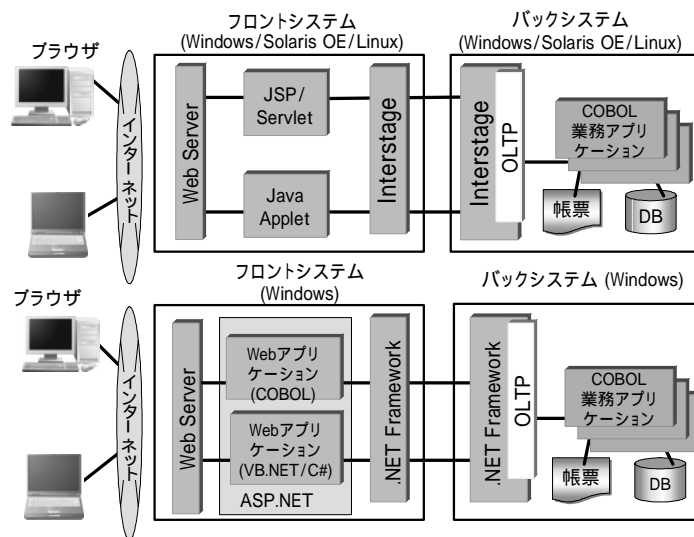 フロントシステム
(Windows/Solaris OE/Linux)
バックシステム
(Windows/Solaris OE/Linux)
ブラウザ
インターネット
Web Server
JSP/
Servlet
Java
Applet
Interstage
Interstage
OLTP
COBOL
業務アプリ
ケーション
帳票
DB
フロントシステム
(Windows)
バックシステム (Windows)
ブラウザ
インターネット
Web Server
Webアプリ
ケーション
(COBOL)
Webアプリ
ケーション
(VB.NET/C#)
ASP.NET
.NET Framework
.NET Framework
OLTP
COBOL
業務アプリ
ケーション
帳票
DB